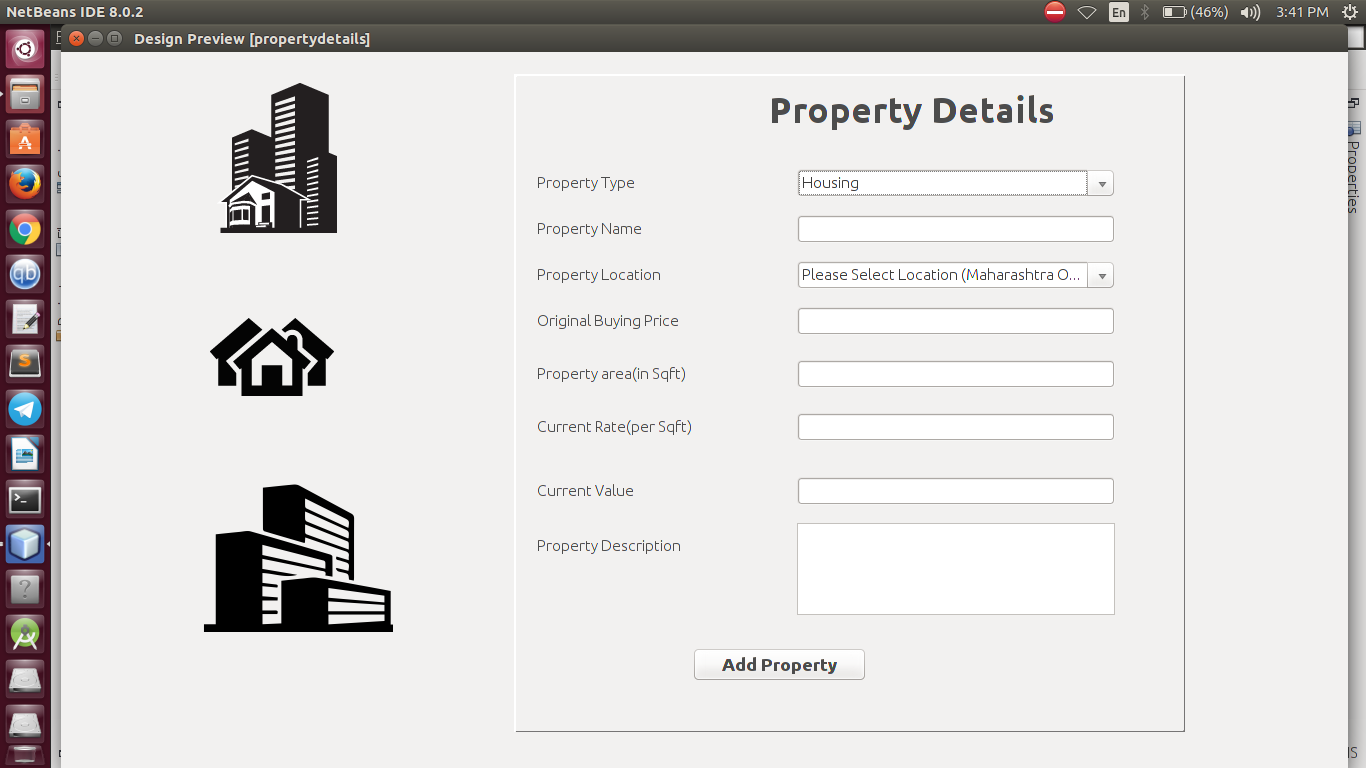 NetBeans IDE 8.0.2
En
(46%)
3:41 PM
Design Preview [propertydetails]
Property Details
Property Type
Housing
Property Name
Property Location
Please Select Location (Maharashtra O...
Original Buying Price
Property area(in Sqft)
Current Rate(per Sqft)
Current Value
Property Description
Add Property
Properties
qb